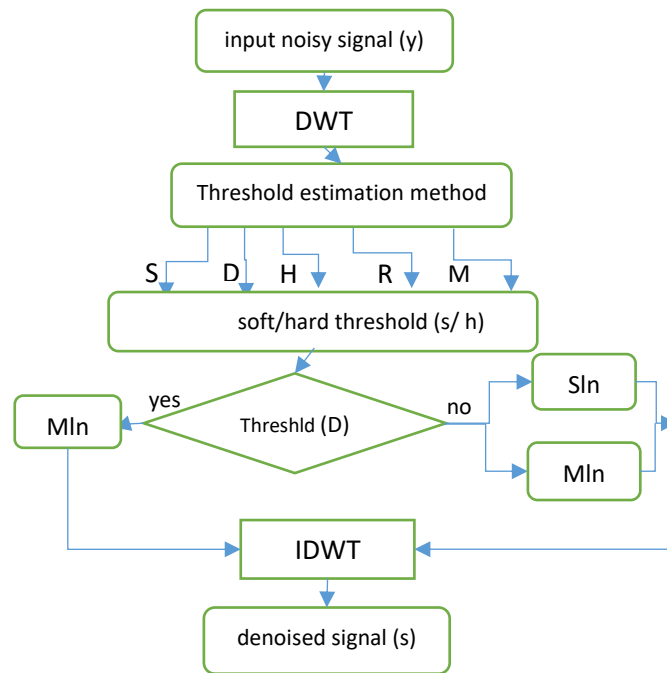 input noisy signal (y)
DWT
Threshold estimation method
S D H R M
soft/hard threshold (s/ h)
yes
no
Sln
Mln
Threshld (D)
Mln
IDWT
denoised signal (s)